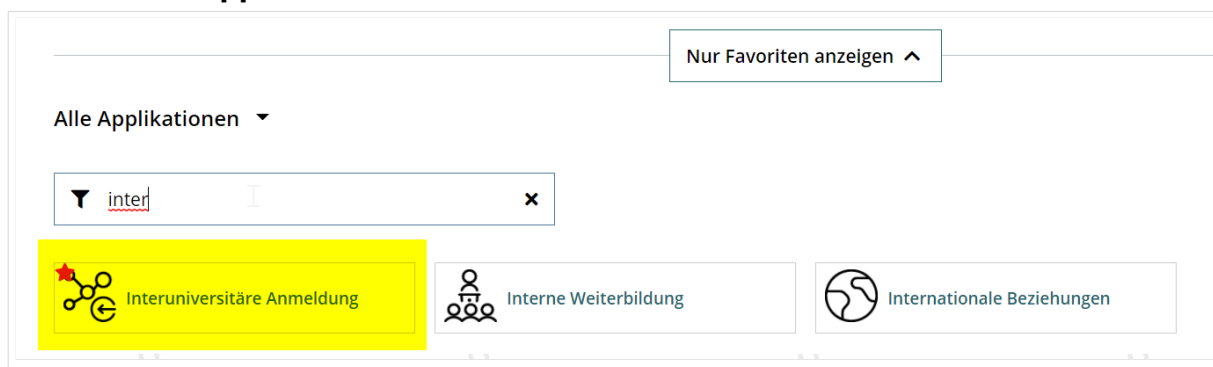 Nur Favoriten anzeigen
Alle Applikationen
inter
Interuniversitäre Anmeldung
Interne Weiterbildung
Internationale Beziehungen